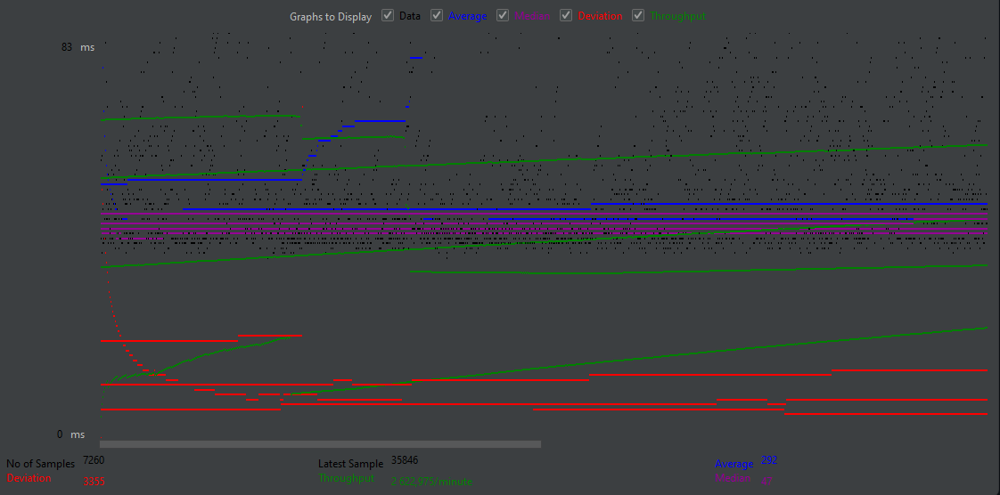 Graphs to Display Data Average Median Deviation Throughput
83 ms
0 ms
No of Samples 7260 Latest Sample 35846 Average 292
Deviation 3355 Throughput 2,622,975/minute Median